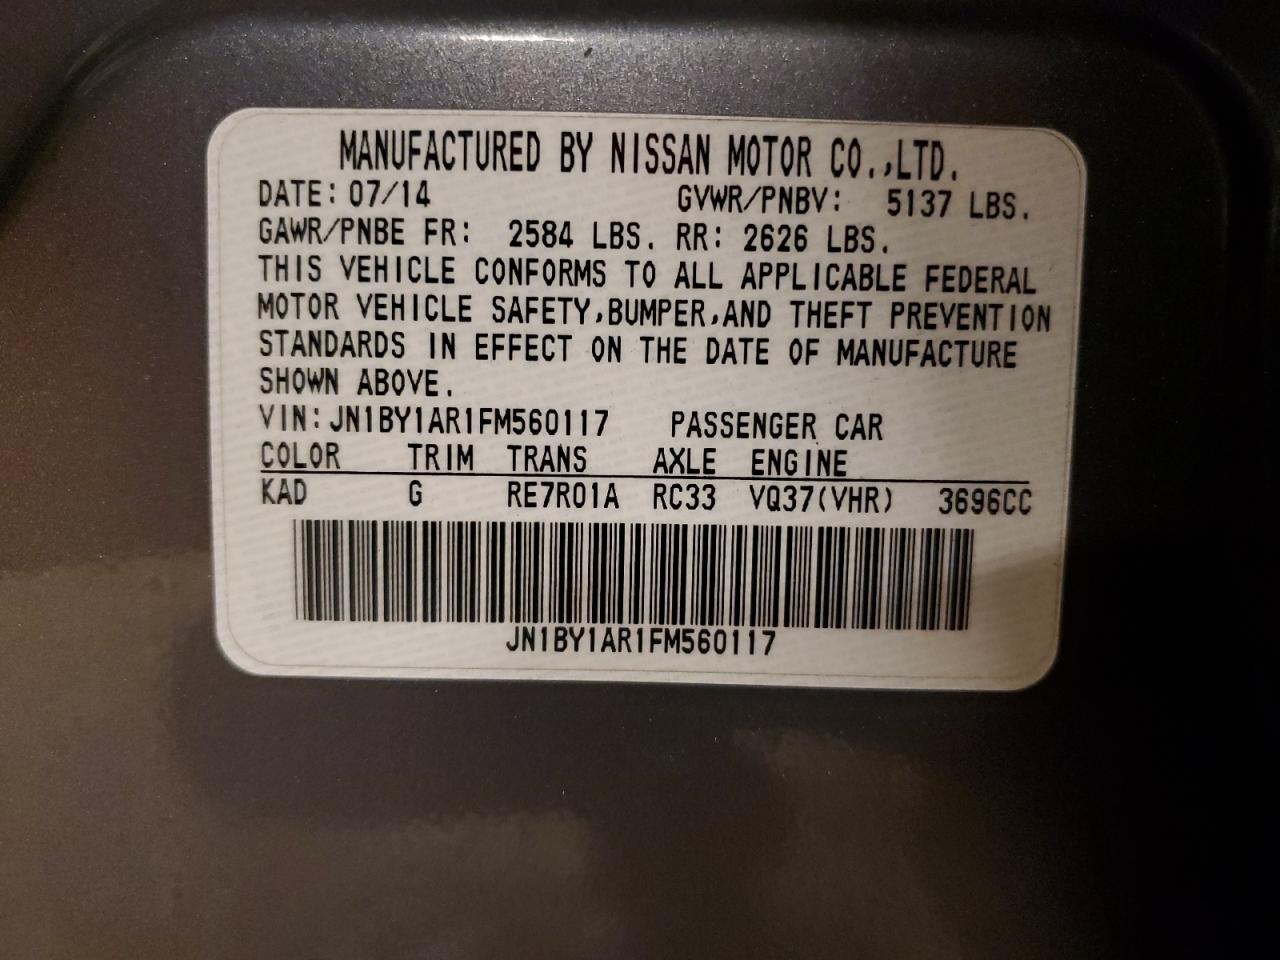 MANUFACTURED BY NISSAN MOTOR CO.,LTD.
DATE: 07/14 GVWR/PNBV: 5137 LBS.
GAWR/PNBE FR: 2584 LBS. RR: 2626 LBS.
THIS VEHICLE CONFORMS TO ALL APPLICABLE FEDERAL
MOTOR VEHICLE SAFETY,BUMPER,AND THEFT PREVENTION
STANDARDS IN EFFECT ON THE DATE OF MANUFACTURE
SHOWN ABOVE.
VIN:JN1BY1AR1FM560117 PASSENGER CAR
COLOR TRIM TRANS AXLE ENGINE
KAD G RE7R01A RC33 VQ37(VHR) 3696CC
JN1BY1AR1FM560117